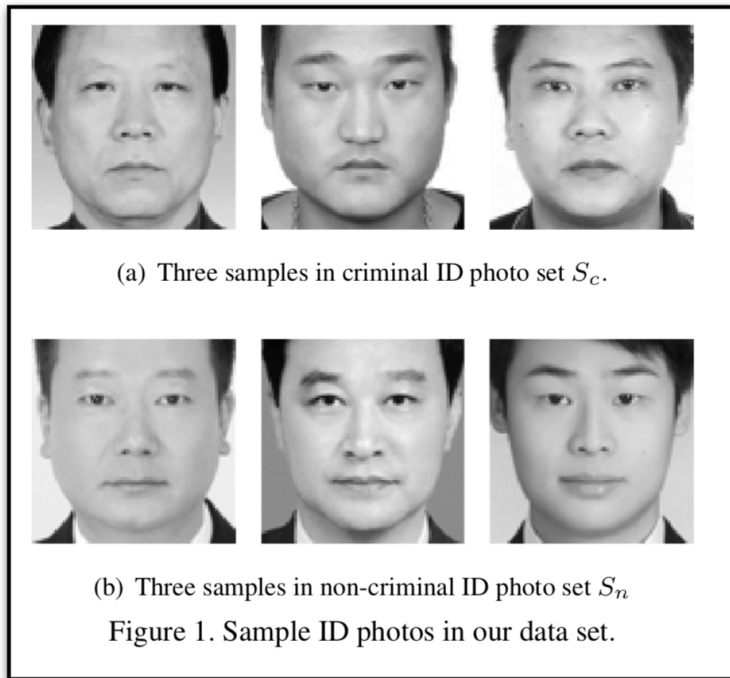 (a) Three samples in criminal ID photo set S_c.
(b) Three samples in non-criminal ID photo set S_n
Figure 1. Sample ID photos in our data set.